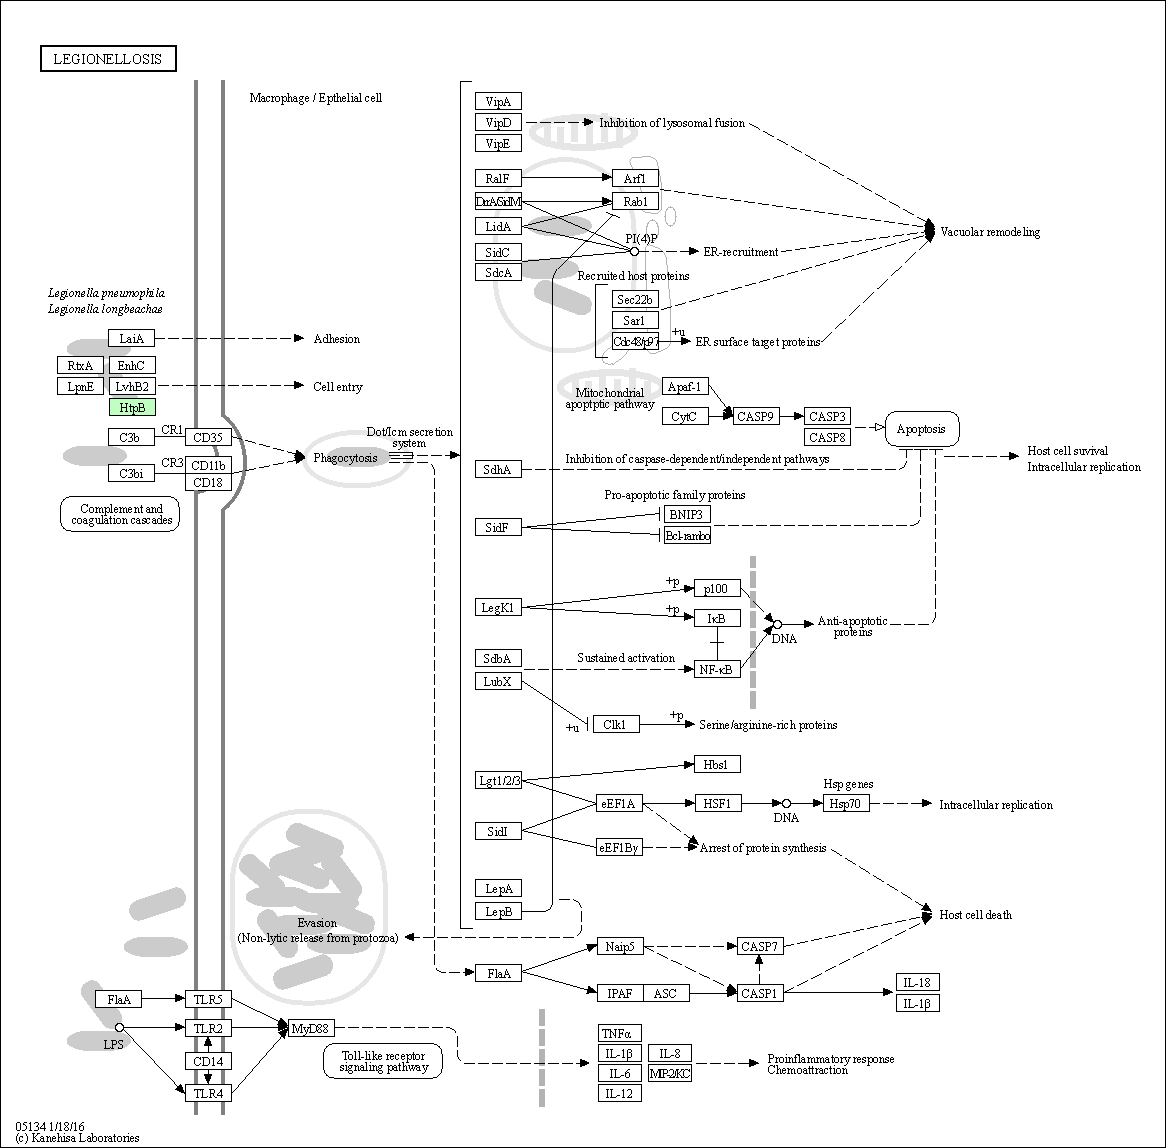 LEGIONELLOSIS
Macrophage / Epthelial cell
VipA
VipD
VipE
Inhibition of lysosomal fusion
RalF
Arf1
DrrA/SidM
Rab1
LidA
PI(4)P
SidC
SdcA
ER-recruitment
Vacuolar remodeling
Recruited host proteins
Sec22b
Sar1
Cdc48/p97
+u
ER surface target proteins
Legionella pneumophila
Legionella longbeachae
LaiA
Adhesion
RtxA
EnhC
LpnE
LvhB2
Cell entry
HtpB
C3b
CR1
CD35
C3bi
CR3
CD11b
CD18
Phagocytosis
Dot/Icm secretion
system
Complement and
coagulation cascades
Mitochondrial
apoptptic pathway
Apaf-1
CytC
CASP9
CASP3
CASP8
Apoptosis
SdhA
Inhibition of caspase-dependent/independent pathways
Host cell suvival
Intracellular replication
Pro-apoptotic family proteins
SidF
BNIP3
Bcl-rambo
LegK1
+p
p100
+p
IκB
DNA
Anti-apoptotic
proteins
SdbA
Sustained activation
NF-κB
LubX
+u
Clk1
+p
Serine/arginine-rich proteins
Lgt1/2/3
Hbs1
eEF1A
HSF1
DNA
Hsp genes
Hsp70
Intracellular replication
SidI
eEF1Bγ
Arrest of protein synthesis
LepA
LepB
Host cell death
Evasion
(Non-lytic release from protozoa)
Naip5
CASP7
FlaA
IPAF
ASC
CASP1
IL-18
IL-1β
FlaA
TLR5
LPS
TLR2
MyD88
CD14
TLR4
Toll-like receptor
signaling pathway
TNFα
IL-1β
IL-8
IL-6
MIP-2/KC
IL-12
Proinflammatory response
Chemoattraction
05134 1/18/16
(c) Kanehisa Laboratories